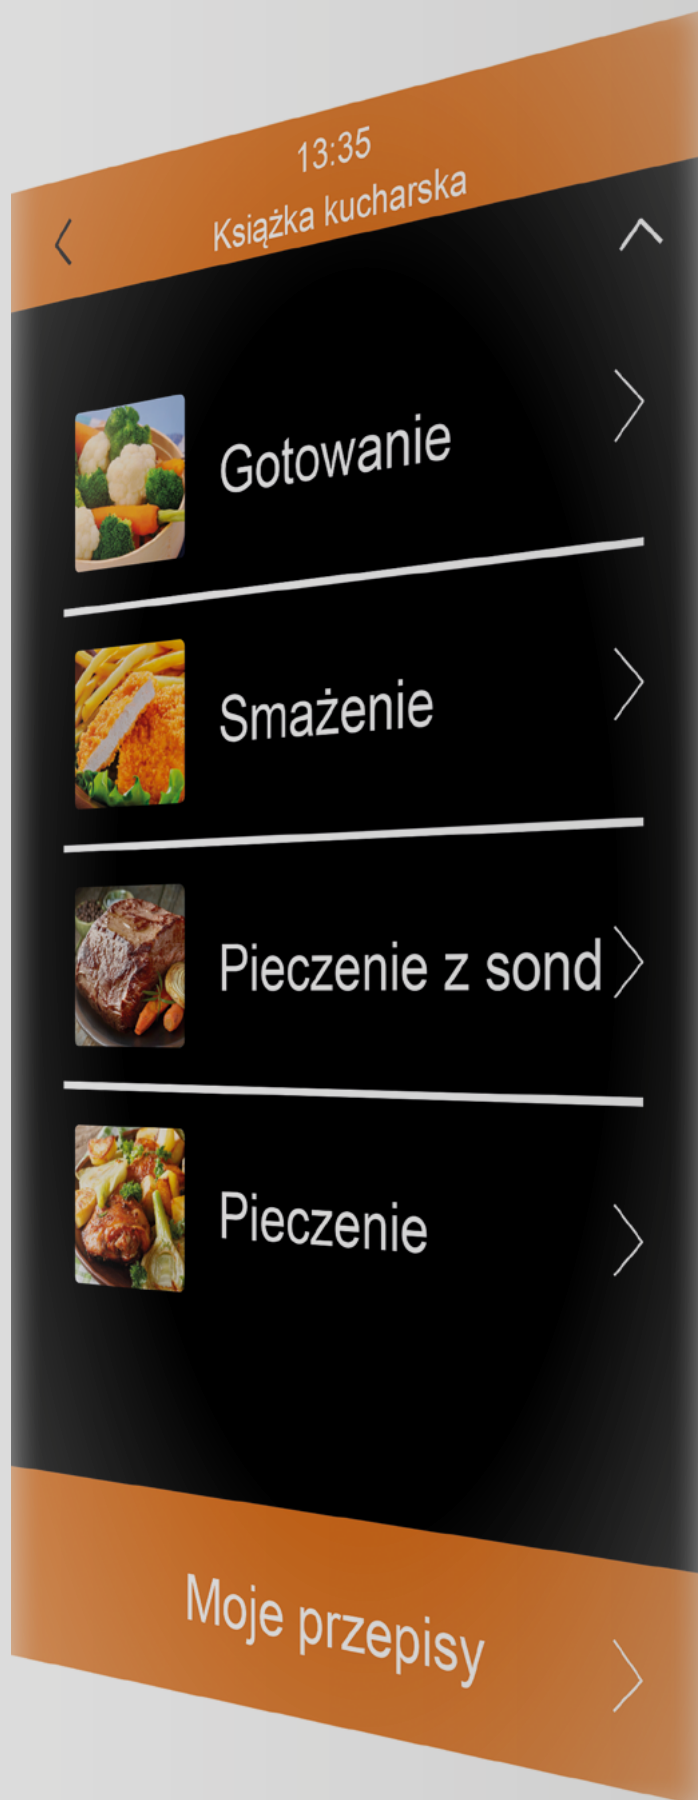 13:35
Książka kucharska
Gotowanie
Smażenie
Pieczenie z sond
Pieczenie
Moje przepisy